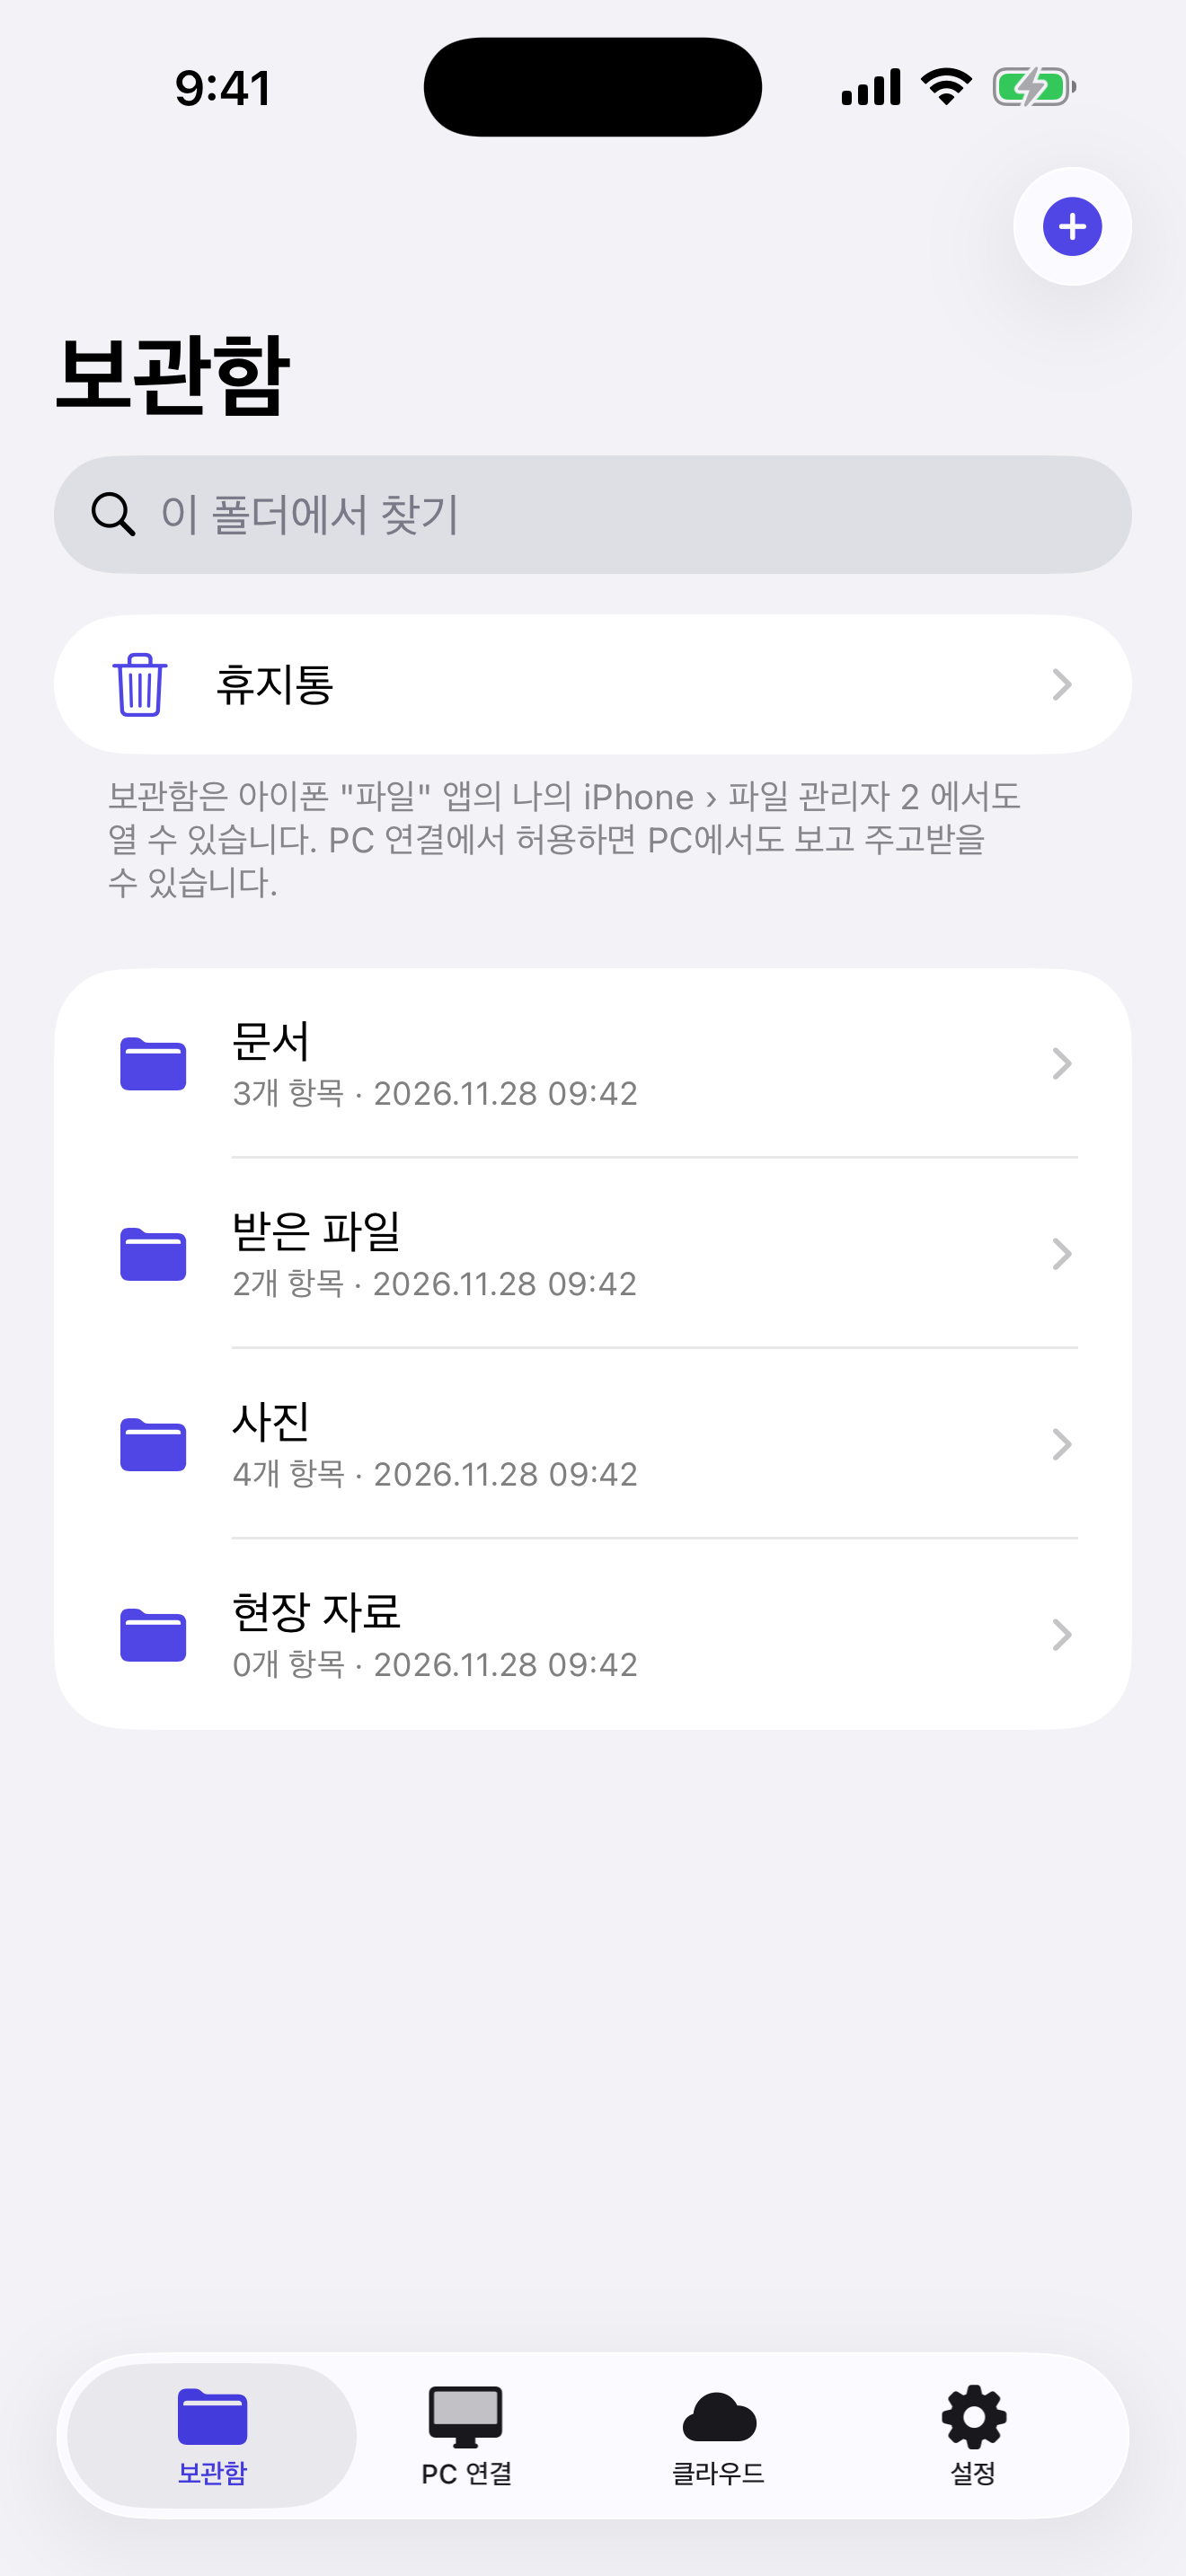 9:41
보관함
이 폴더에서 찾기
휴지통
보관함은 아이폰 "파일" 앱의 나의 iPhone › 파일 관리자 2 에서도
열 수 있습니다. PC 연결에서 허용하면 PC에서도 보고 주고받을
수 있습니다.
문서
3개 항목 · 2026.11.28 09:42
받은 파일
2개 항목 · 2026.11.28 09:42
사진
4개 항목 · 2026.11.28 09:42
현장 자료
0개 항목 · 2026.11.28 09:42
보관함
PC 연결
클라우드
설정